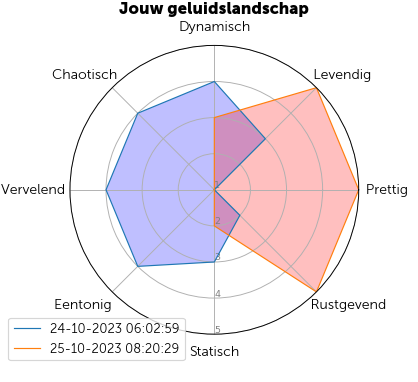 Jouw geluidslandschap
Dynamisch
Chaotisch
Levendig
Vervelend
Prettig
1
2
3
4
5
Eentonig
Rustgevend
Statisch
24-10-2023 06:02:59
25-10-2023 08:20:29